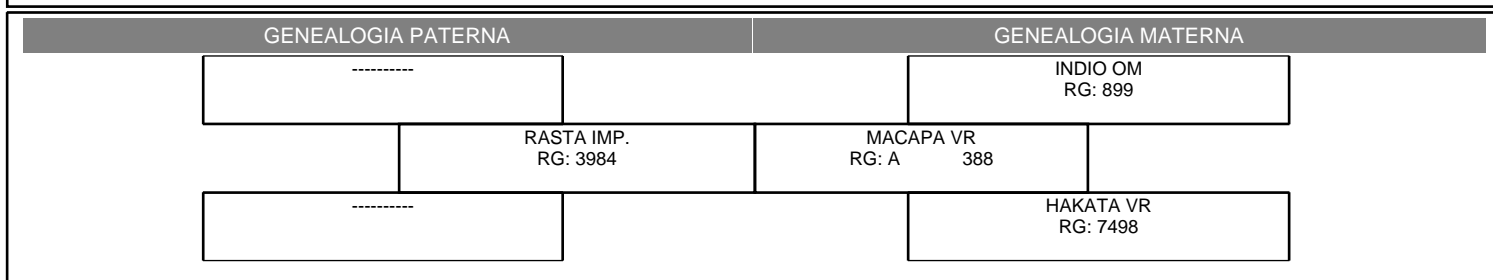 GENEALOGIA PATERNA GENEALOGIA MATERNA
---------- INDIO OM
RG: 899
RASTA IMP. MACAPA VR
RG: 3984 RG: A 388
---------- HAKATA VR
RG: 7498